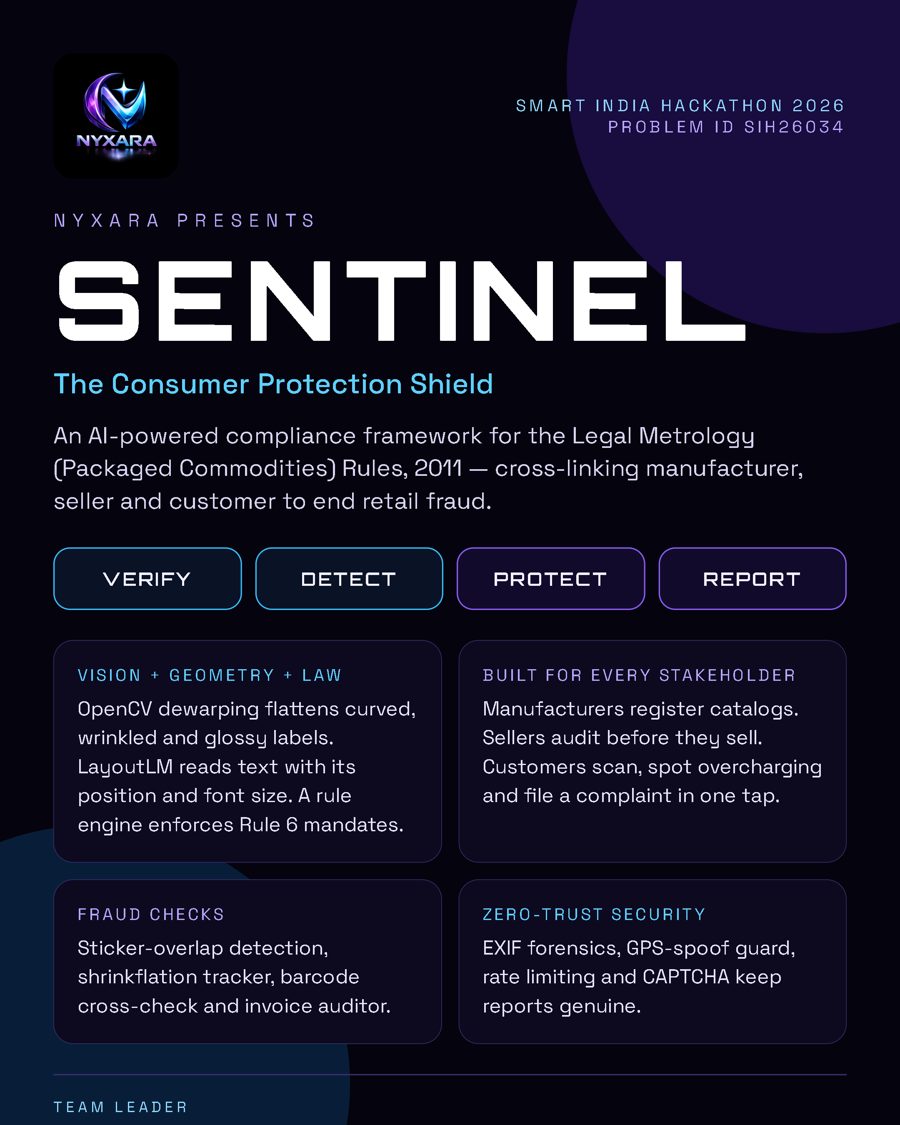 NYXARA
SMART INDIA HACKATHON 2026
PROBLEM ID SIH26034
NYXARA PRESENTS
SENTINEL
The Consumer Protection Shield
An AI-powered compliance framework for the Legal Metrology
(Packaged Commodities) Rules, 2011 — cross-linking manufacturer,
seller and customer to end retail fraud.
VERIFY
DETECT
PROTECT
REPORT
VISION + GEOMETRY + LAW
OpenCV dewarping flattens curved,
wrinkled and glossy labels.
LayoutLM reads text with its
position and font size. A rule
engine enforces Rule 6 mandates.
BUILT FOR EVERY STAKEHOLDER
Manufacturers register catalogs.
Sellers audit before they sell.
Customers scan, spot overcharging
and file a complaint in one tap.
FRAUD CHECKS
Sticker-overlap detection,
shrinkflation tracker, barcode
cross-check and invoice auditor.
ZERO-TRUST SECURITY
EXIF forensics, GPS-spoof guard,
rate limiting and CAPTCHA keep
reports genuine.
TEAM LEADER